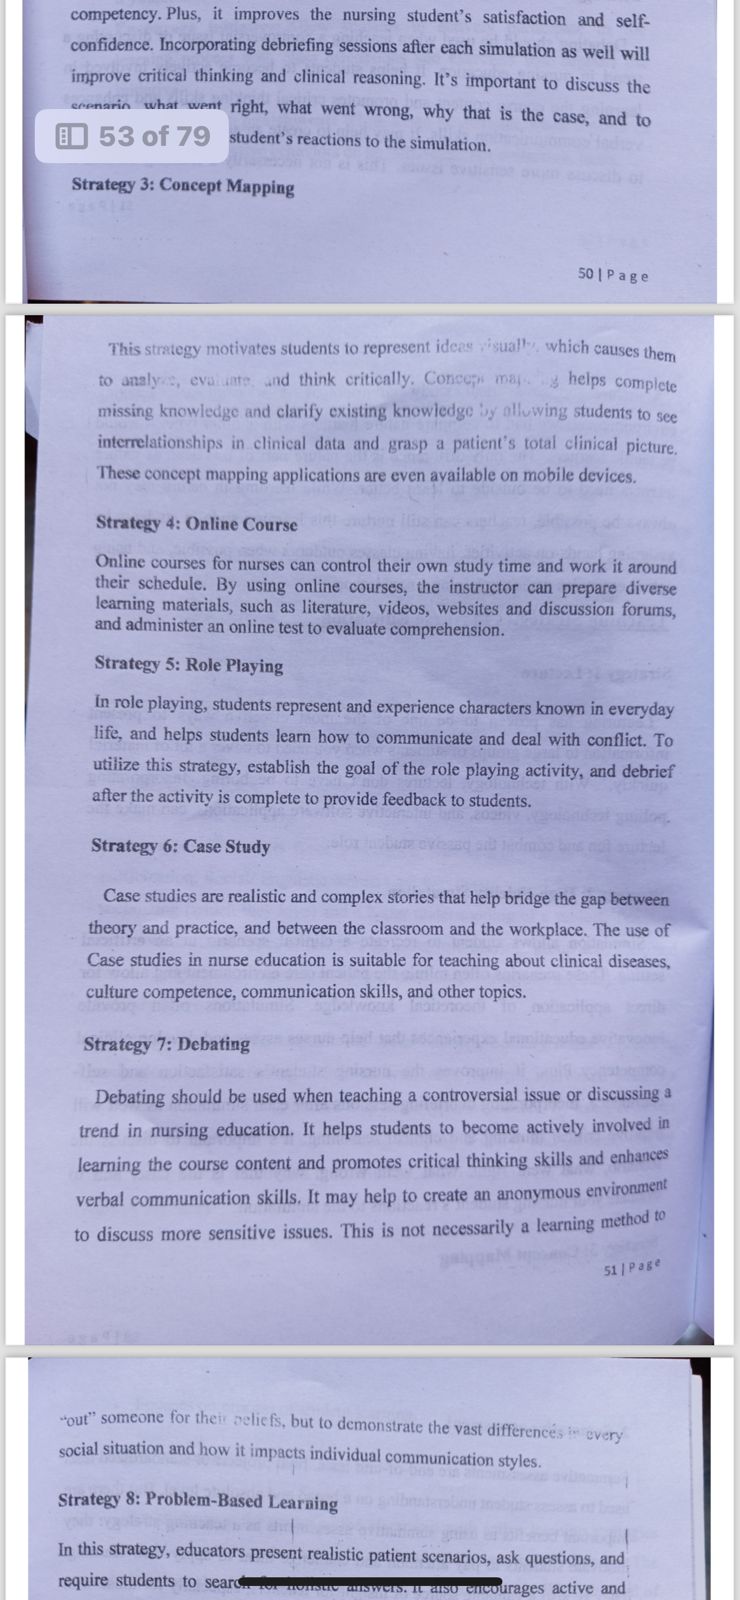 competency. Plus, it improves the nursing student's satisfaction and self-
confidence. Incorporating debriefing sessions after each simulation as well will
improve critical thinking and clinical reasoning. It's important to discuss the
scenario, what went right, what went wrong, why that is the case, and to
53 of 79
student's reactions to the simulation.
Strategy 3: Concept Mapping
50 | Page
This strategy motivates students to represent ideas visually, which causes them
to analyze, evaluate, and think critically. Concept mapping helps complete
missing knowledge and clarify existing knowledge by allowing students to see
interrelationships in clinical data and grasp a patient's total clinical picture.
These concept mapping applications are even available on mobile devices.
Strategy 4: Online Course
Online courses for nurses can control their own study time and work it around
their schedule. By using online courses, the instructor can prepare diverse
learning materials, such as literature, videos, websites and discussion forums,
and administer an online test to evaluate comprehension.
Strategy 5: Role Playing
In role playing, students represent and experience characters known in everyday
life, and helps students learn how to communicate and deal with conflict. To
utilize this strategy, establish the goal of the role playing activity, and debrief
after the activity is complete to provide feedback to students.
Strategy 6: Case Study
Case studies are realistic and complex stories that help bridge the gap between
theory and practice, and between the classroom and the workplace. The use of
Case studies in nurse education is suitable for teaching about clinical diseases,
culture competence, communication skills, and other topics.
Strategy 7: Debating
Debating should be used when teaching a controversial issue or discussing a
trend in nursing education. It helps students to become actively involved in
learning the course content and promotes critical thinking skills and enhances
verbal communication skills. It may help to create an anonymous environment
to discuss more sensitive issues. This is not necessarily a learning method to
51 | Page
"out" someone for their beliefs, but to demonstrate the vast differences in every
social situation and how it impacts individual communication styles.
Strategy 8: Problem-Based Learning
In this strategy, educators present realistic patient scenarios, ask questions, and
require students to search for holistic answers. It also encourages active and